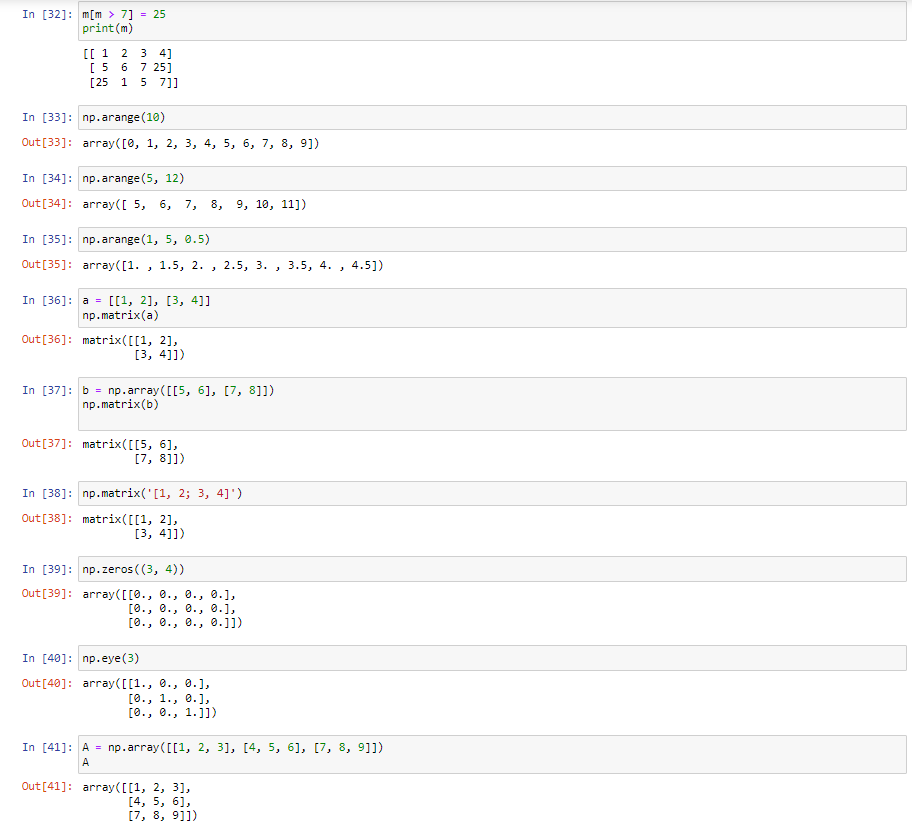 In [32]: m[m > 7] = 25
print(m)
[[ 1  2  3  4]
 [ 5  6  7 25]
 [25  1  5  7]]
In [33]: np.arange(10)
Out[33]: array([0, 1, 2, 3, 4, 5, 6, 7, 8, 9])
In [34]: np.arange(5, 12)
Out[34]: array([ 5,  6,  7,  8,  9, 10, 11])
In [35]: np.arange(1, 5, 0.5)
Out[35]: array([1. , 1.5, 2. , 2.5, 3. , 3.5, 4. , 4.5])
In [36]: a = [[1, 2], [3, 4]]
np.matrix(a)
Out[36]: matrix([[1, 2],
        [3, 4]])
In [37]: b = np.array([[5, 6], [7, 8]])
np.matrix(b)
Out[37]: matrix([[5, 6],
        [7, 8]])
In [38]: np.matrix('[1, 2; 3, 4]')
Out[38]: matrix([[1, 2],
        [3, 4]])
In [39]: np.zeros((3, 4))
Out[39]: array([[0., 0., 0., 0.],
       [0., 0., 0., 0.],
       [0., 0., 0., 0.]])
In [40]: np.eye(3)
Out[40]: array([[1., 0., 0.],
       [0., 1., 0.],
       [0., 0., 1.]])
In [41]: A = np.array([[1, 2, 3], [4, 5, 6], [7, 8, 9]])
A
Out[41]: array([[1, 2, 3],
       [4, 5, 6],
       [7, 8, 9]])